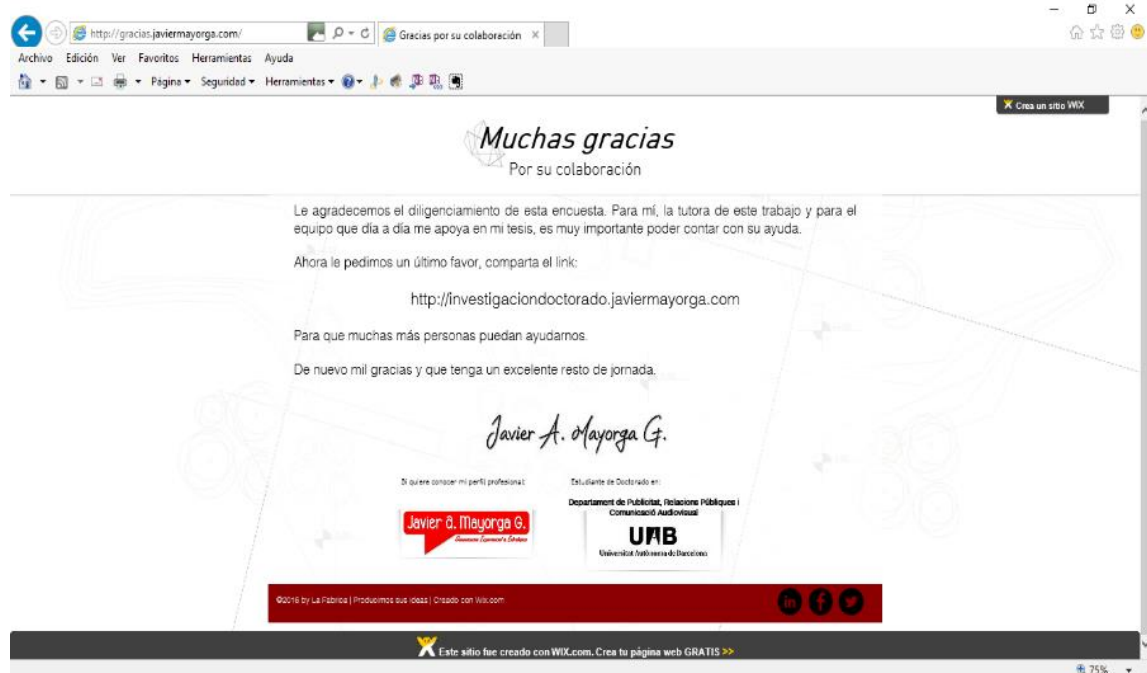 http://gracias.javiermayorga.com/
Gracias por su colaboración
Archivo Edición Ver Favoritos Herramientas Ayuda
Página Seguridad Herramientas
Crea un sitio WiX
Muchas gracias
Por su colaboración
Le agradecemos el diligenciamiento de esta encuesta. Para mí, la tutora de este trabajo y para el
equipo que día a día me apoya en mi tesis, es muy importante poder contar con su ayuda.
Ahora le pedimos un último favor, comparta el link:
http://investigaciondoctorado.javiermayorga.com
Para que muchas más personas puedan ayudarnos.
De nuevo mil gracias y que tenga un excelente resto de jornada.
Javier A. Mayorga G.
Si quiere conocer mi perfil profesional:
Estudiante de Doctorado en:
Departament de Publicitat, Relacions Públiques i
Comunicació Audiovisual
Javier a. Mayorga G.
UAB
Universitat Autònoma de Barcelona
©2016 by La Fabrica | Producimos sus ideas | Creado con Wix.com
in f
Este sitio fue creado con WIX.com. Crea tu página web GRATIS >>
75%